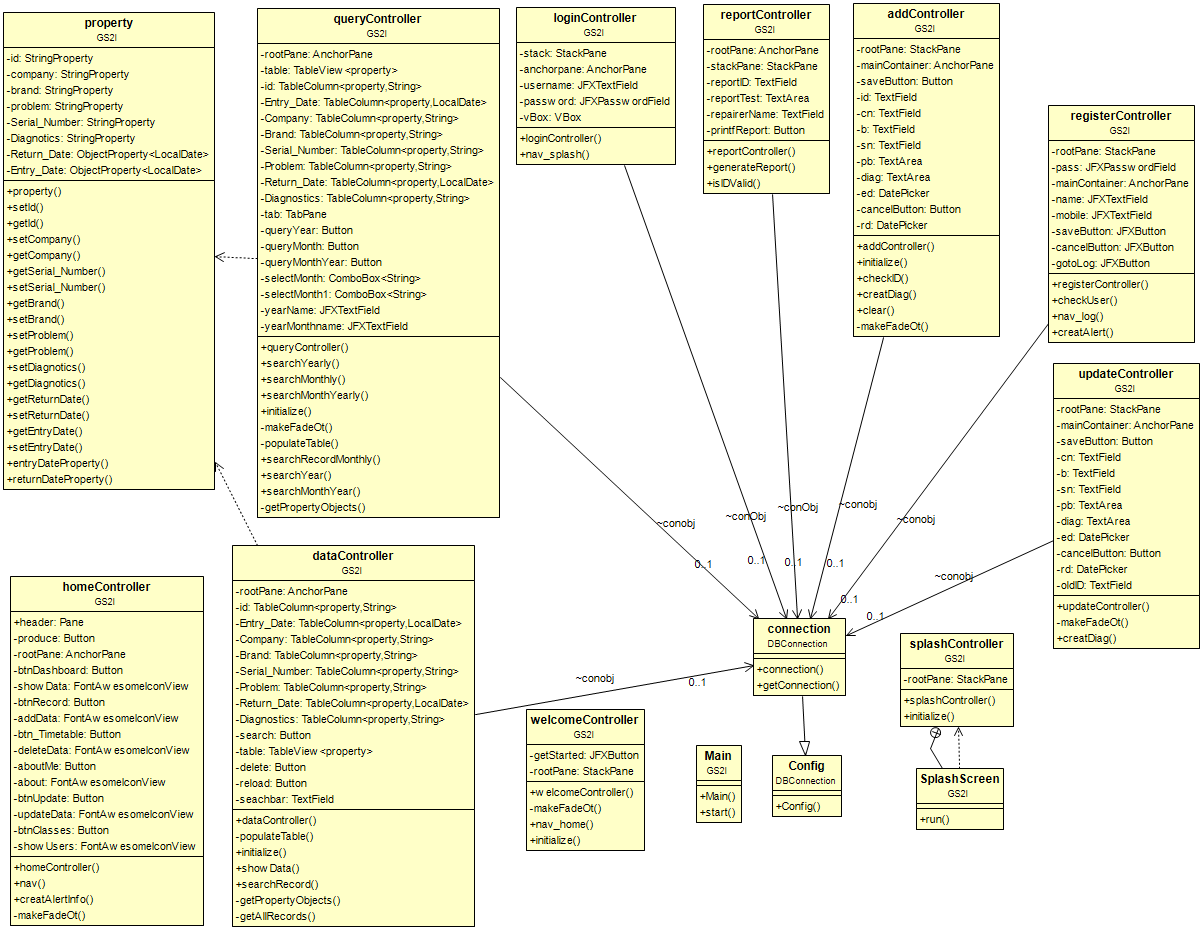 property
GS2I
-id: StringProperty
-company: StringProperty
-brand: StringProperty
-problem: StringProperty
-Serial_Number: StringProperty
-Diagnotics: StringProperty
-Return_Date: ObjectProperty<LocalDate>
-Entry_Date: ObjectProperty<LocalDate>
+property()
+setId()
+getId()
+setCompany()
+getCompany()
+getSerial_Number()
+setSerial_Number()
+getBrand()
+setBrand()
+setProblem()
+getProblem()
+setDiagnotics()
+getDiagnotics()
+getReturnDate()
+setReturnDate()
+getEntryDate()
+setEntryDate()
+entryDateProperty()
+returnDateProperty()
queryController
GS2I
-rootPane: AnchorPane
-table: TableView <property>
-id: TableColumn<property,String>
-Entry_Date: TableColumn<property,LocalDate>
-Company: TableColumn<property,String>
-Brand: TableColumn<property,String>
-Serial_Number: TableColumn<property,String>
-Problem: TableColumn<property,String>
-Return_Date: TableColumn<property,LocalDate>
-Diagnostics: TableColumn<property,String>
-tab: TabPane
-queryYear: Button
-queryMonth: Button
-queryMonthYear: Button
-selectMonth: ComboBox<String>
-selectMonth1: ComboBox<String>
-yearName: JFXTextField
-yearMonthname: JFXTextField
+queryController()
+searchYearly()
+searchMonthly()
+searchMonthYearly()
+initialize()
-makeFadeOt()
-populateTable()
+searchRecordMonthly()
+searchYear()
+searchMonthYear()
-getPropertyObjects()
loginController
GS2I
-stack: StackPane
-anchorpane: AnchorPane
-username: JFXTextField
-passw ord: JFXPassw ordField
-vBox: VBox
+loginController()
+nav_splash()
reportController
GS2I
-rootPane: AnchorPane
-stackPane: StackPane
-reportID: TextField
-reportTest: TextArea
-repairerName: TextField
-printfReport: Button
+reportController()
+generateReport()
+isIDValid()
addController
GS2I
-rootPane: StackPane
-mainContainer: AnchorPane
-saveButton: Button
-id: TextField
-cn: TextField
-b: TextField
-sn: TextField
-pb: TextArea
-diag: TextArea
-ed: DatePicker
-cancelButton: Button
-rd: DatePicker
+addController()
+initialize()
+checkID()
+creatDiag()
+clear()
-makeFadeOt()
registerController
GS2I
-rootPane: StackPane
-pass: JFXPassw ordField
-mainContainer: AnchorPane
-name: JFXTextField
-mobile: JFXTextField
-saveButton: JFXButton
-cancelButton: JFXButton
-gotoLog: JFXButton
+registerController()
+checkUser()
+nav_log()
+creatAlert()
updateController
GS2I
-rootPane: StackPane
-mainContainer: AnchorPane
-saveButton: Button
-cn: TextField
-b: TextField
-sn: TextField
-pb: TextArea
-diag: TextArea
-ed: DatePicker
-cancelButton: Button
-rd: DatePicker
-oldID: TextField
+updateController()
-makeFadeOt()
-creatDiag()
~conobj
0..1
~conObj
0..1
~conObj
0..1
~conobj
0..1
~conobj
0..1
~conobj
0..1
~conobj
0..1
homeController
GS2I
+header: Pane
-produce: Button
-rootPane: AnchorPane
-btnDashboard: Button
-show Data: FontAw esomeIconView
-btnRecord: Button
-addData: FontAw esomeIconView
-btn_Timetable: Button
-deleteData: FontAw esomeIconView
-aboutMe: Button
-about: FontAw esomeIconView
-btnUpdate: Button
-updateData: FontAw esomeIconView
-btnClasses: Button
-show Users: FontAw esomeIconView
+homeController()
+nav()
+creatAlertInfo()
-makeFadeOt()
dataController
GS2I
-rootPane: AnchorPane
-id: TableColumn<property,String>
-Entry_Date: TableColumn<property,LocalDate>
-Company: TableColumn<property,String>
-Brand: TableColumn<property,String>
-Serial_Number: TableColumn<property,String>
-Problem: TableColumn<property,String>
-Return_Date: TableColumn<property,LocalDate>
-Diagnostics: TableColumn<property,String>
-search: Button
-table: TableView <property>
-delete: Button
-reload: Button
-seachbar: TextField
+dataController()
-populateTable()
+initialize()
+show Data()
+searchRecord()
-getPropertyObjects()
-getAllRecords()
welcomeController
GS2I
-getStarted: JFXButton
-rootPane: StackPane
+w elcomeController()
-makeFadeOt()
+nav_home()
+initialize()
connection
DBConnection
+connection()
+getConnection()
Main
GS2I
+Main()
+start()
Config
DBConnection
+Config()
splashController
GS2I
-rootPane: StackPane
+splashController()
+initialize()
SplashScreen
GS2I
+run()